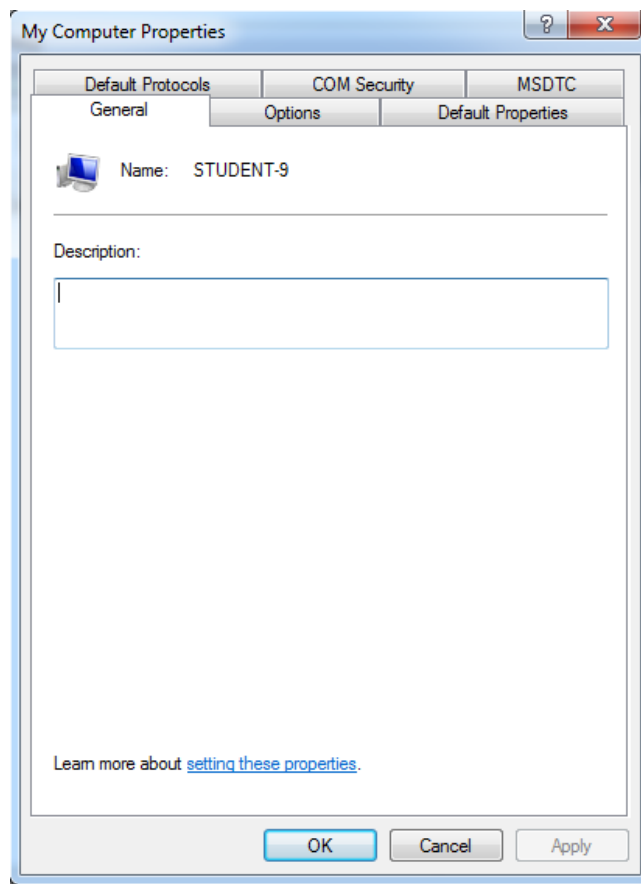 My Computer Properties
Default Protocols COM Security MSDTC
General Options Default Properties
Name: STUDENT-9
Description:
Learn more about setting these properties.
OK Cancel Apply